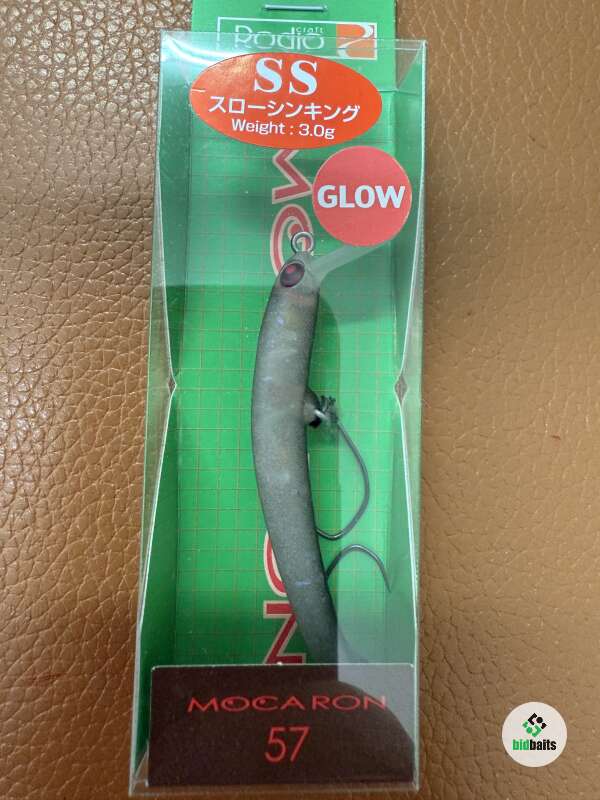 craft
Rodio
SS
スローシンキング
Weight : 3.0g
GLOW
MOCARON
57
bidbaits